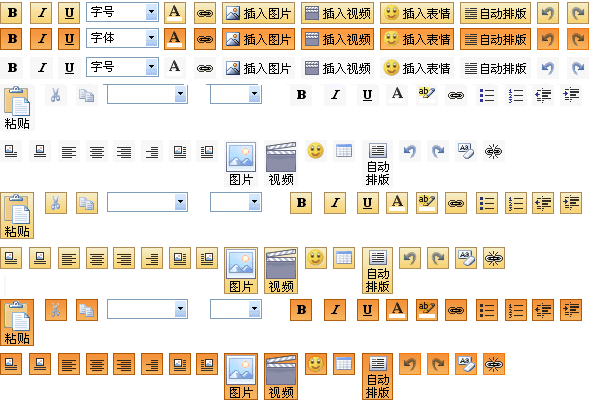 B I U 字号 A 插入图片 插入视频 插入表情 自动排版
B I U 字体 A 插入图片 插入视频 插入表情 自动排版
B I U 字号 A 插入图片 插入视频 插入表情 自动排版
B I U A ab
粘贴
图片 视频 自动
排版
B I U A ab
粘贴
图片 视频 自动
排版
B I U A ab
粘贴
图片 视频 自动
排版